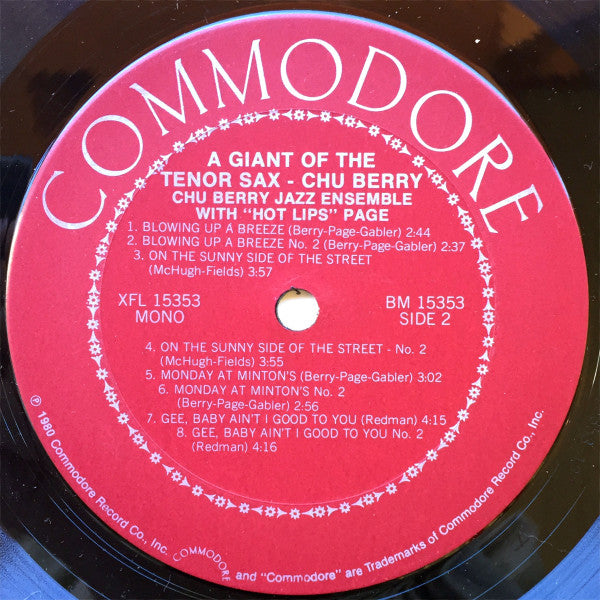 COMMODORE
A GIANT OF THE
TENOR SAX - CHU BERRY
CHU BERRY JAZZ ENSEMBLE
WITH "HOT LIPS" PAGE
1. BLOWING UP A BREEZE (Berry-Page-Gabler) 2:44
2. BLOWING UP A BREEZE No. 2 (Berry-Page-Gabler) 2:37
3. ON THE SUNNY SIDE OF THE STREET
(McHugh-Fields) 3:57
XFL 15353
MONO
BM 15353
SIDE 2
4. ON THE SUNNY SIDE OF THE STREET - No. 2
(McHugh-Fields) 3:55
5. MONDAY AT MINTON'S (Berry-Page-Gabler) 3:02
6. MONDAY AT MINTON'S No. 2
(Berry-Page-Gabler) 2:56
7. GEE, BABY AIN'T I GOOD TO YOU (Redman) 4:15
8. GEE, BABY AIN'T I GOOD TO YOU No. 2
(Redman) 4:16
℗ 1980 Commodore Record Co., Inc. COMMODORE and "Commodore" are Trademarks of Commodore Record Co., Inc.